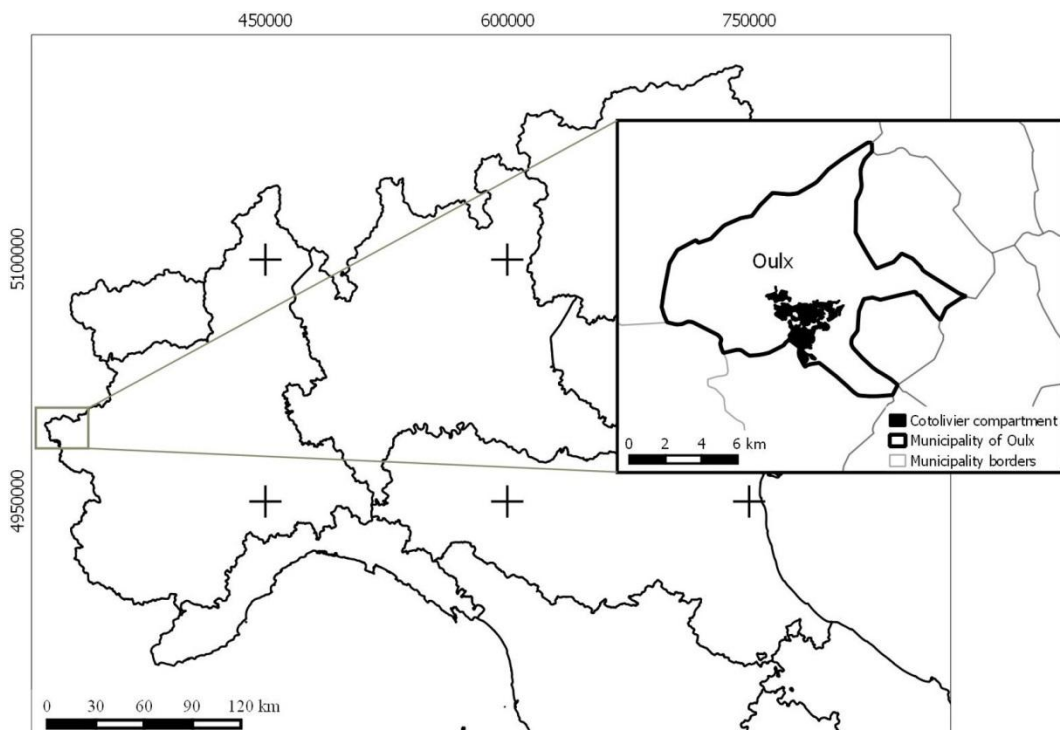 450000 600000 750000
5100000
4950000
Oulx
0 2 4 6 km
Cotolivier compartment
Municipality of Oulx
Municipality borders
0 30 60 90 120 km